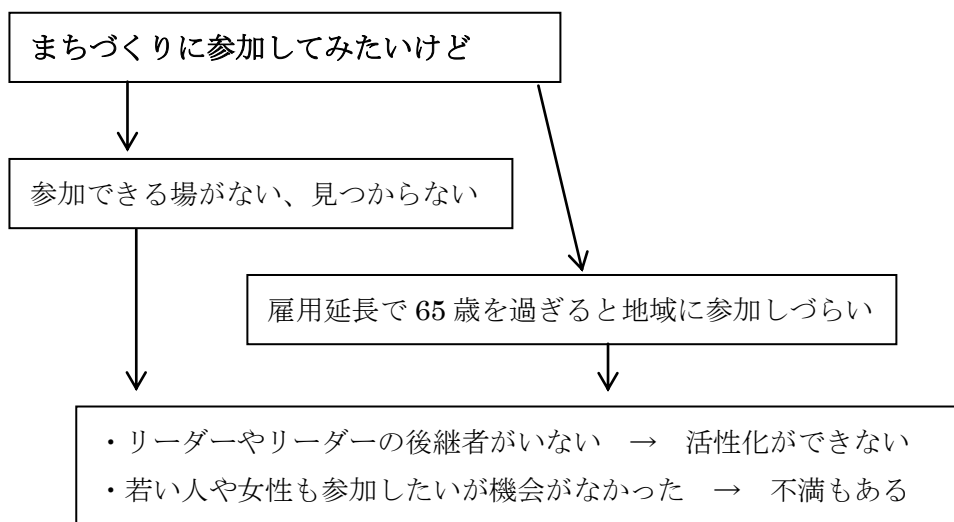 まちづくりに参加してみたいけど
参加できる場がない、見つからない
雇用延長で 65 歳を過ぎると地域に参加しづらい
・リーダーやリーダーの後継者がいない → 活性化ができない
・若い人や女性も参加したいが機会がなかった → 不満もある